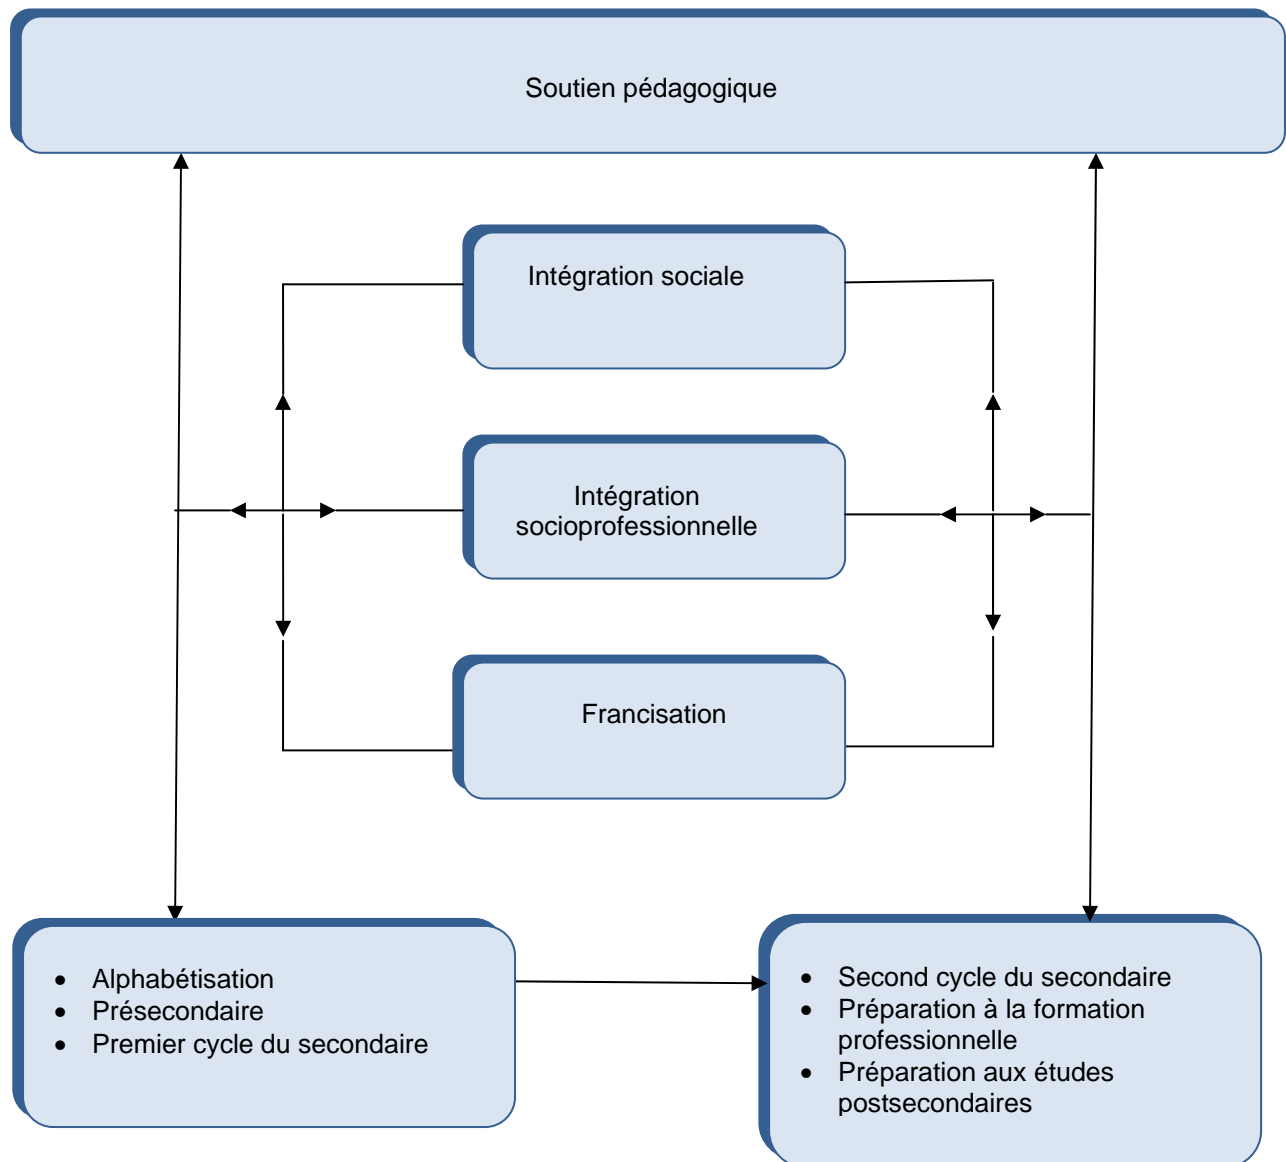 Soutien pédagogique
Intégration sociale
Intégration
socioprofessionnelle
Francisation
• Alphabétisation
• Présecondaire
• Premier cycle du secondaire
• Second cycle du secondaire
• Préparation à la formation
professionnelle
• Préparation aux études
postsecondaires